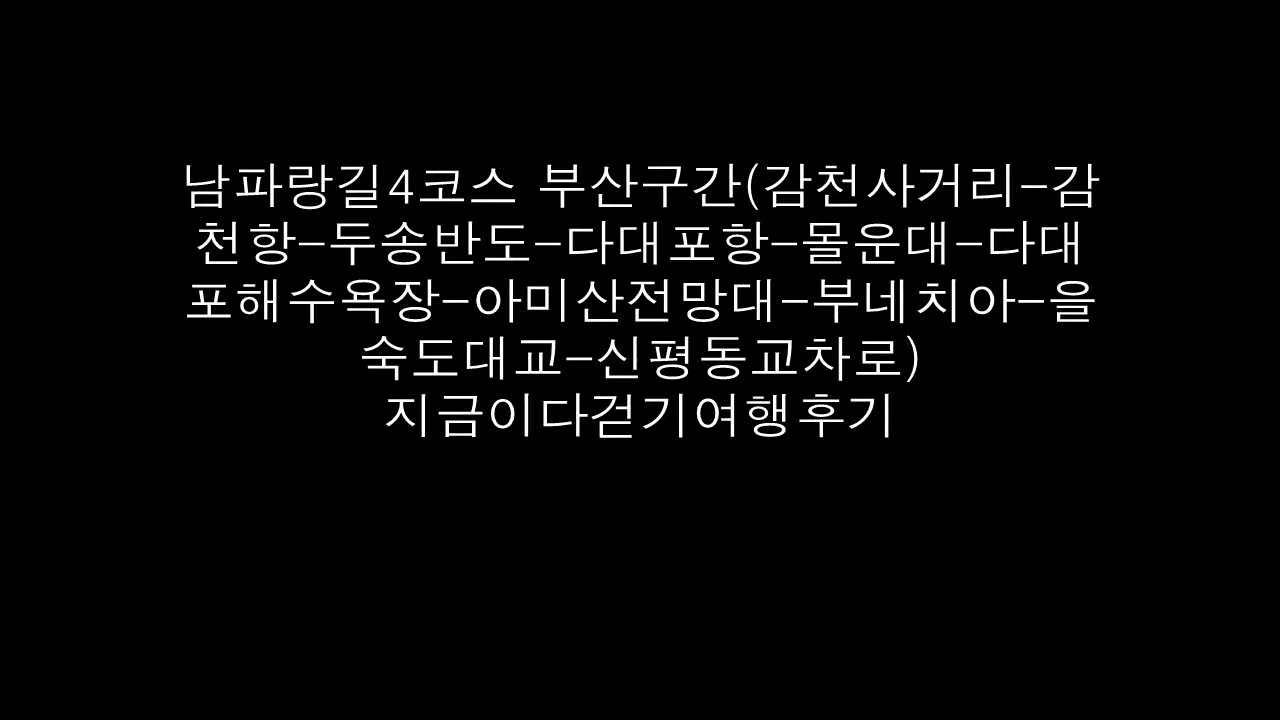 남파랑길4코스 부산구간(감천사거리-감
천항-두송반도-다대포항-몰운대-다대
포해수욕장-아미산전망대-부네치아-을
숙도대교-신평동교차로)
지금이다걷기여행후기